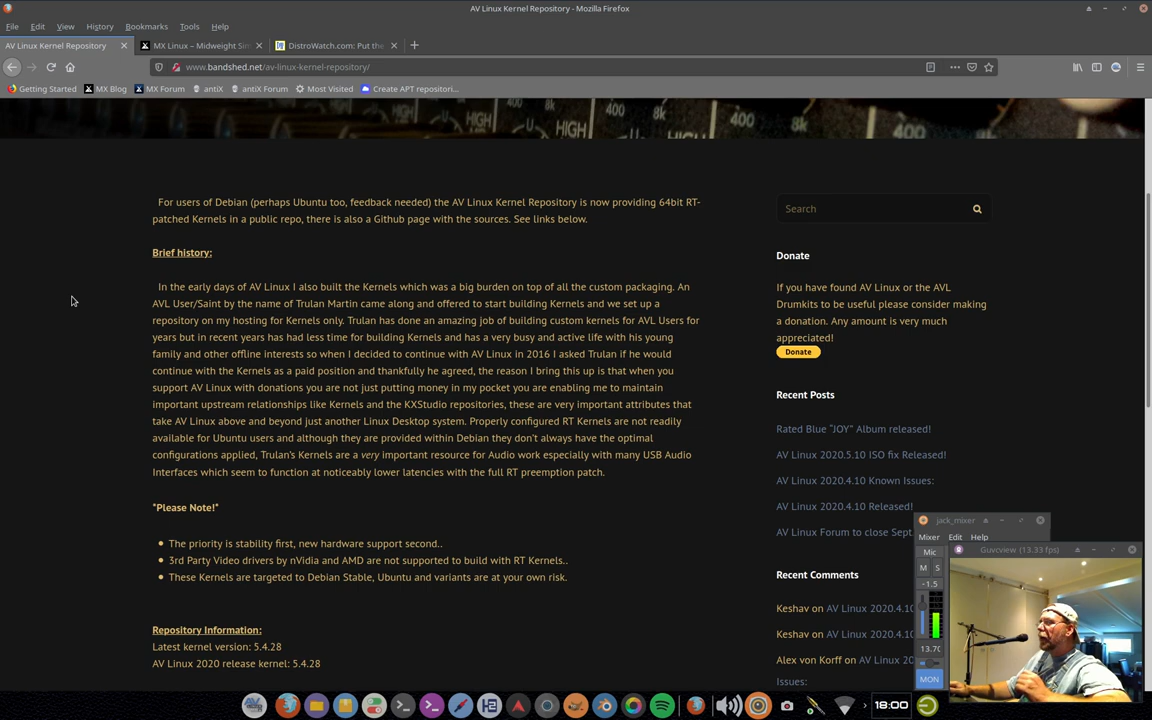 AV Linux Kernel Repository - Mozilla Firefox
File Edit View History Bookmarks Tools Help
AV Linux Kernel Repository
MX Linux – Midweight Sim
DistroWatch.com: Put the
www.bandshed.net/av-linux-kernel-repository/
Getting Started MX Blog MX Forum antiX antiX Forum Most Visited Create APT repositori...
HIGH HIGH 8k HIGH 400 8k 400
For users of Debian (perhaps Ubuntu too, feedback needed) the AV Linux Kernel Repository is now providing 64bit RT-
patched Kernels in a public repo, there is also a Github page with the sources. See links below.
Brief history:
In the early days of AV Linux I also built the Kernels which was a big burden on top of all the custom packaging. An
AVL User/Saint by the name of Trulan Martin came along and offered to start building Kernels and we set up a
repository on my hosting for Kernels only. Trulan has done an amazing job of building custom kernels for AVL Users for
years but in recent years has had less time for building Kernels and has a very busy and active life with his young
family and other offline interests so when I decided to continue with AV Linux in 2016 I asked Trulan if he would
continue with the Kernels as a paid position and thankfully he agreed, the reason I bring this up is that when you
support AV Linux with donations you are not just putting money in my pocket you are enabling me to maintain
important upstream relationships like Kernels and the KXStudio repositories, these are very important attributes that
take AV Linux above and beyond just another Linux Desktop system. Properly configured RT Kernels are not readily
available for Ubuntu users and although they are provided within Debian they don't always have the optimal
configurations applied, Trulan's Kernels are a very important resource for Audio work especially with many USB Audio
Interfaces which seem to function at noticeably lower latencies with the full RT preemption patch.
*Please Note!*
The priority is stability first, new hardware support second..
3rd Party Video drivers by nVidia and AMD are not supported to build with RT Kernels..
These Kernels are targeted to Debian Stable, Ubuntu and variants are at your own risk.
Repository Information:
Latest kernel version: 5.4.28
AV Linux 2020 release kernel: 5.4.28
Search
Donate
If you have found AV Linux or the AVL
Drumkits to be useful please consider making
a donation. Any amount is very much
appreciated!
Donate
Recent Posts
Rated Blue “JOY” Album released!
AV Linux 2020.5.10 ISO fix Released!
AV Linux 2020.4.10 Known Issues:
AV Linux 2020.4.10 Released!
AV Linux Forum to close Sept
Recent Comments
Keshav on AV Linux 2020.4.10
Keshav on AV Linux 2020.4.10
Alex von Korff on AV Linux 20
Issues:
jack_mixer
Mixer Edit Help
Mic
M S
-1.5
13.70
MON
Guvcview (13.33 fps)
18:00